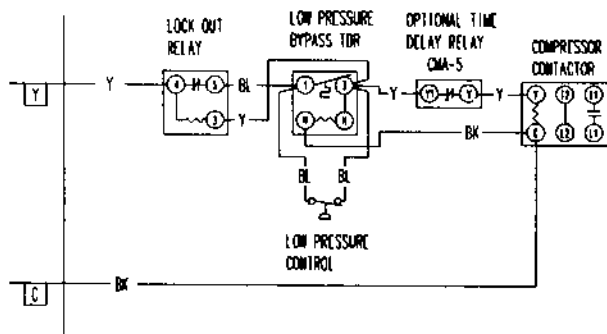 LOCK OUT
RELAY
LOW PRESSURE
BYPASS TDR
OPTIONAL TIME
DELAY RELAY
CMA-5
COMPRESSOR
CONTACTOR
Y
Y
4
5
BL
1
3
Y
Y1
Y
Y
Y
T2
T1
3
Y
M
N
BK
C
L2
L1
BL
BL
LOW PRESSURE
CONTROL
C
BK